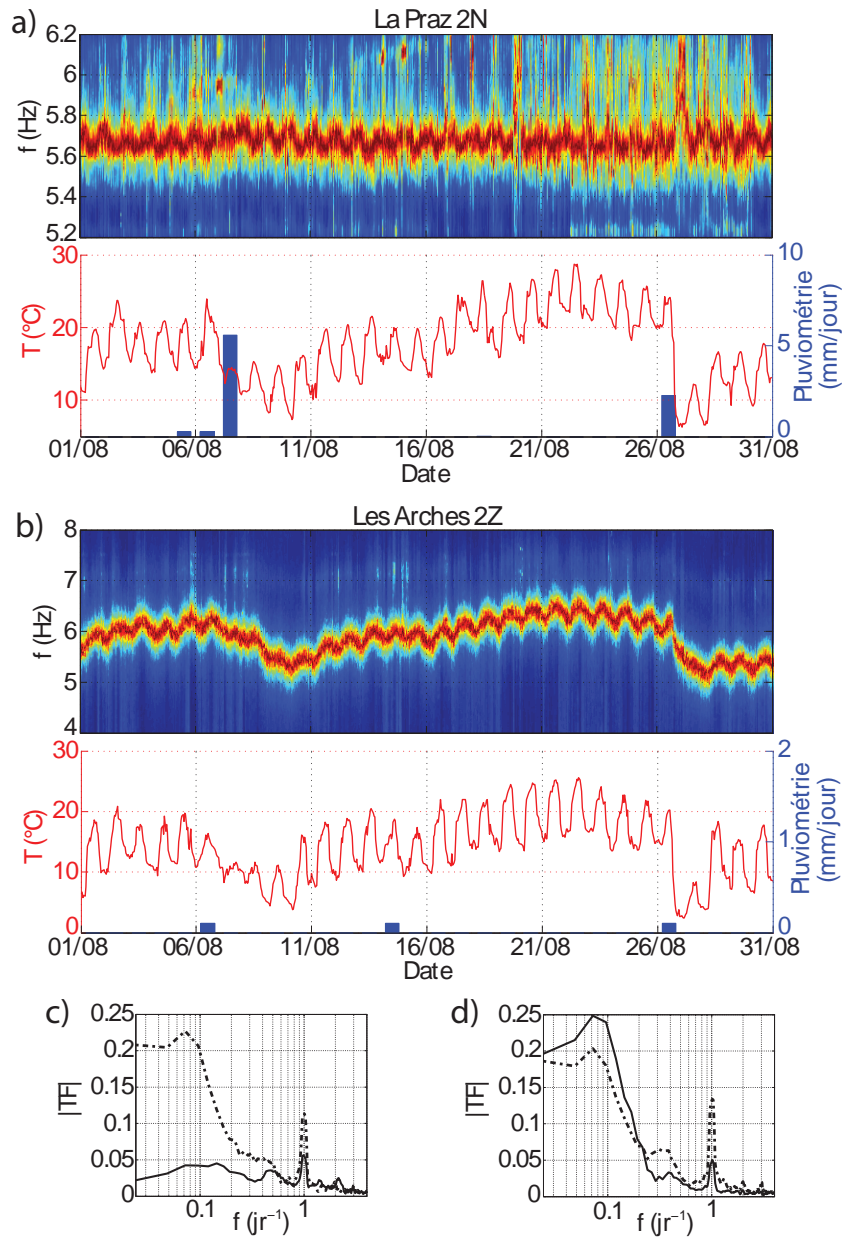 a)
La Praz 2N
6.2
6
5.8
5.6
5.4
5.2
f (Hz)
30
20
10
T (°C)
10
5
0
Pluviométrie
(mm/jour)
01/08 06/08 11/08 16/08 21/08 26/08 31/08
Date
b)
Les Arches 2Z
8
7
6
5
4
f (Hz)
30
20
10
0
T (°C)
2
1
0
Pluviométrie
(mm/jour)
01/08 06/08 11/08 16/08 21/08 26/08 31/08
Date
c)
0.25
0.2
0.15
0.1
0.05
0
|TF|
0.1 1
f (jr⁻¹)
d)
0.25
0.2
0.15
0.1
0.05
0
|TF|
0.1 1
f (jr⁻¹)